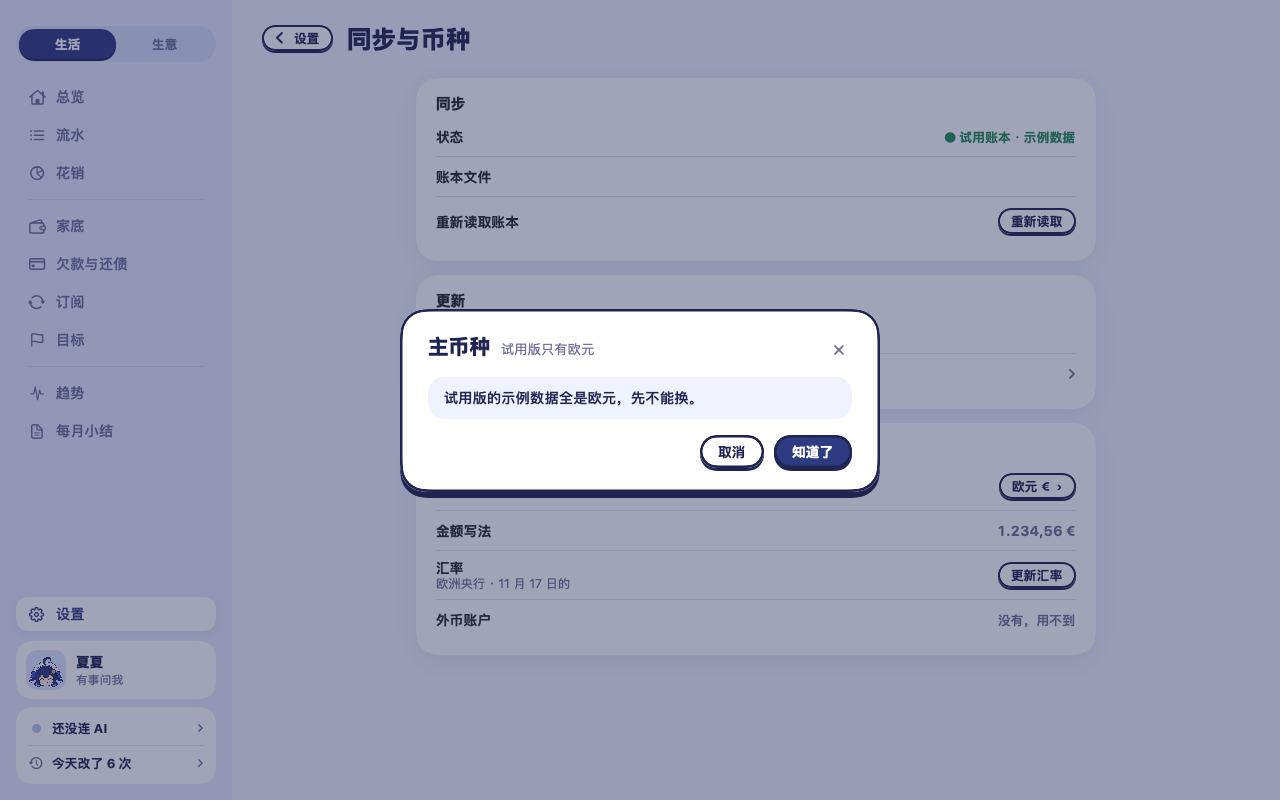 生活
生意
总览
流水
花销
家底
欠款与还债
订阅
目标
趋势
每月小结
设置
夏夏
有事问我
还没连 AI
今天改了 6 次
设置
同步与币种
同步
状态
试用账本 · 示例数据
账本文件
重新读取账本
重新读取
更新
主币种
试用版只有欧元
试用版的示例数据全是欧元，先不能换。
取消
知道了
欧元 € ›
金额写法
1.234,56 €
汇率
欧洲央行 · 11 月 17 日的
更新汇率
外币账户
没有，用不到